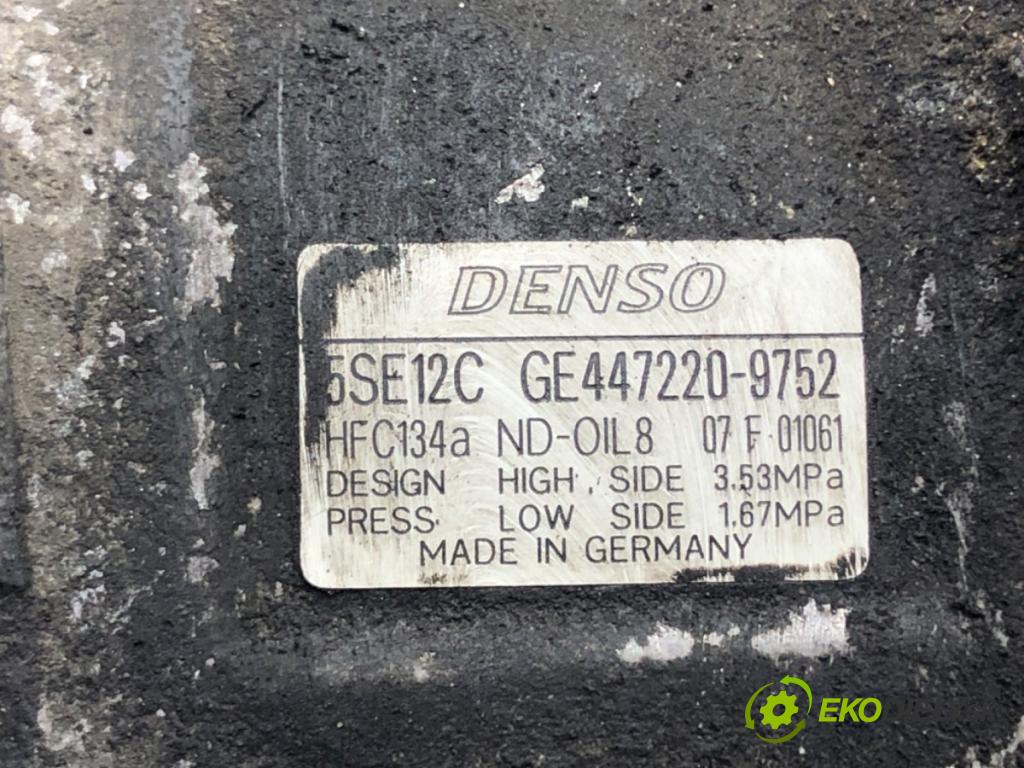 DENSO
5SE12C GE447220-9752
HFC134a ND-OIL8 07 F 01061
DESIGN HIGH SIDE 3.53MPa
PRESS LOW SIDE 1.67MPa
MADE IN GERMANY
EKO